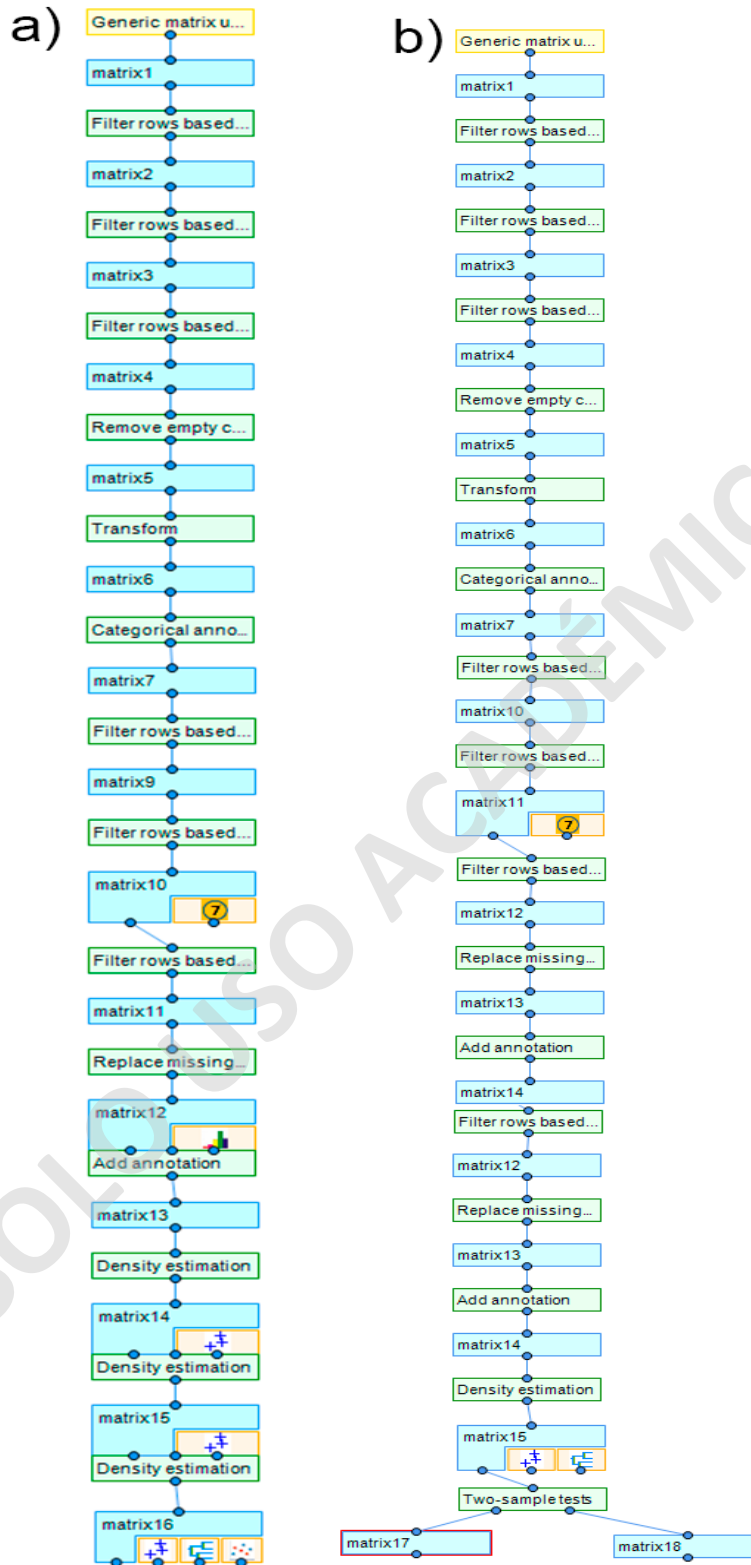 a)
Generic matrix u...
matrix1
Filter rows based...
matrix2
Filter rows based...
matrix3
Filter rows based...
matrix4
Remove empty c...
matrix5
Transform
matrix6
Categorical anno...
matrix7
Filter rows based...
matrix9
Filter rows based...
matrix10
7
Filter rows based...
matrix11
Replace missing...
matrix12
Add annotation
matrix13
Density estimation
matrix14
Density estimation
matrix15
Density estimation
matrix16
b)
Generic matrix u...
matrix1
Filter rows based...
matrix2
Filter rows based...
matrix3
Filter rows based...
matrix4
Remove empty c...
matrix5
Transform
matrix6
Categorical anno...
matrix7
Filter rows based...
matrix10
Filter rows based...
matrix11
7
Filter rows based...
matrix12
Replace missing...
matrix13
Add annotation
matrix14
Filter rows based...
matrix12
Replace missing...
matrix13
Add annotation
matrix14
Density estimation
matrix15
Two-sample tests
matrix17
matrix18
SOLO USO ACADÉMIC